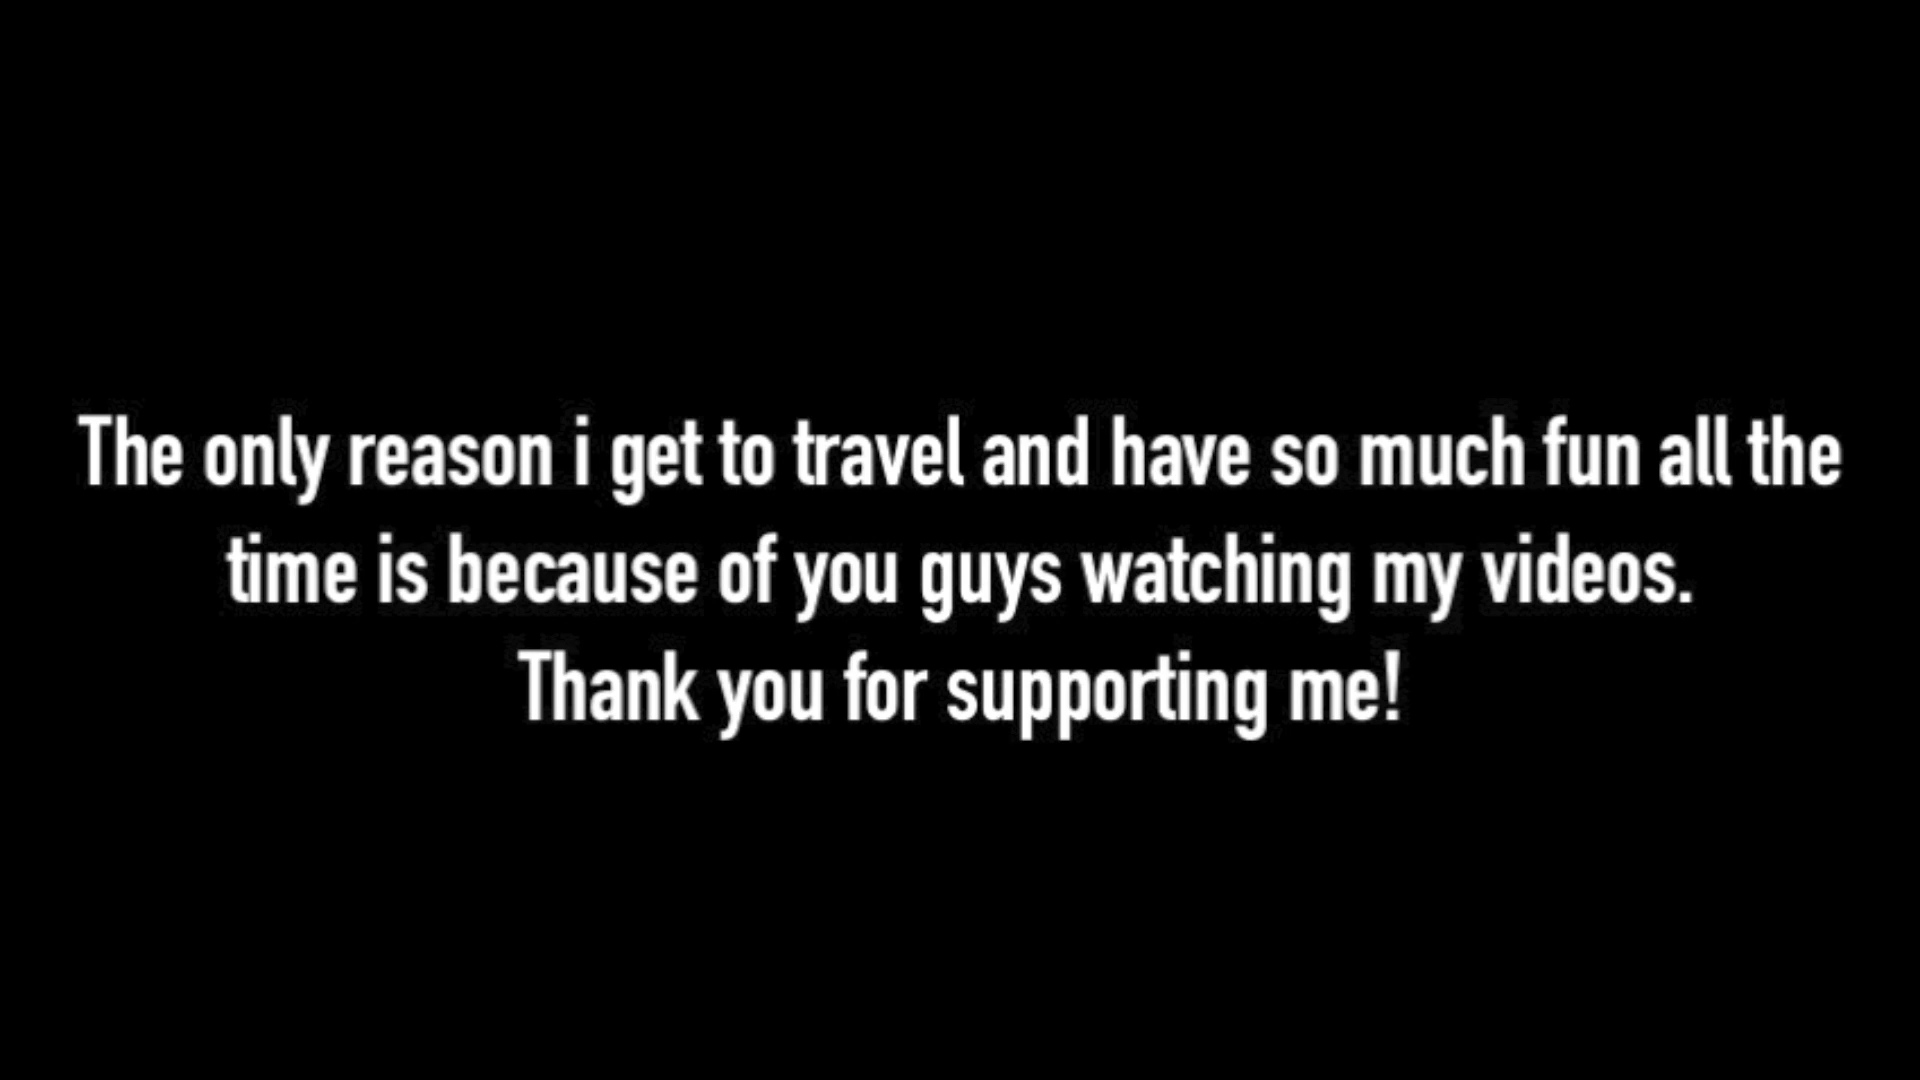 The only reason i get to travel and have so much fun all the
time is because of you guys watching my videos.
Thank you for supporting me!